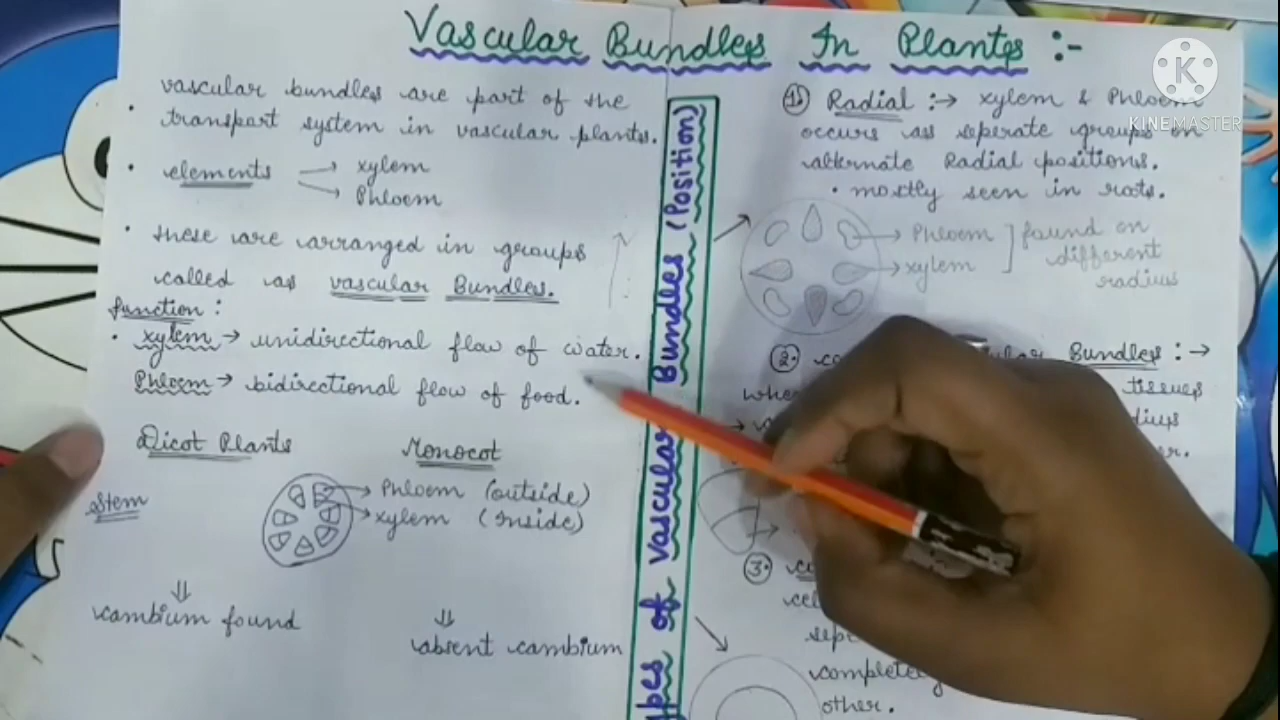 Vascular Bundles In Plants :-
vascular bundles are part of the
transport system in vascular plants.
• elements → xylem
→ Phloem
• these are arranged in groups
called as vascular Bundles.
function :
• xylem → unidirectional flow of water.
Phloem → bidirectional flow of food.
Dicot Plants
Monocot
Stem
Phloem (outside)
xylem (Inside)
⇓
cambium found
⇓
absent cambium
ypes of Vascular Bundles (Position)
1. Radial :→ xylem & Phloem
occurs as seperate groups on
alternate Radial positions.
• mostly seen in roots.
→ Phloem
→ xylem
found on
different
radius
2. Bundles :→
tissues
3.
completely
other.
K
KINEMASTER